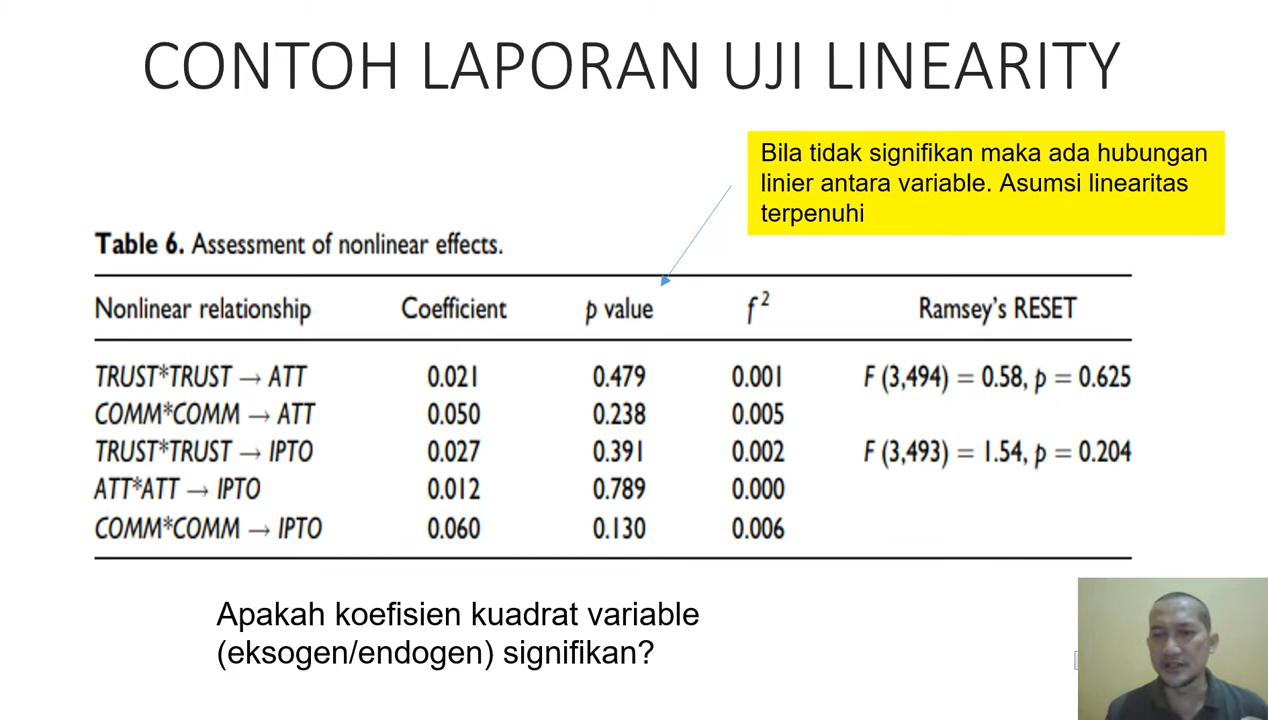 CONTOH LAPORAN UJI LINEARITY
Bila tidak signifikan maka ada hubungan
linier antara variable. Asumsi linearitas
terpenuhi
Table 6. Assessment of nonlinear effects.
Nonlinear relationship Coefficient p value f² Ramsey's RESET
TRUST*TRUST → ATT 0.021 0.479 0.001 F (3,494) = 0.58, p = 0.625
COMM*COMM → ATT 0.050 0.238 0.005
TRUST*TRUST → IPTO 0.027 0.391 0.002 F (3,493) = 1.54, p = 0.204
ATT*ATT → IPTO 0.012 0.789 0.000
COMM*COMM → IPTO 0.060 0.130 0.006
Apakah koefisien kuadrat variable
(eksogen/endogen) signifikan?